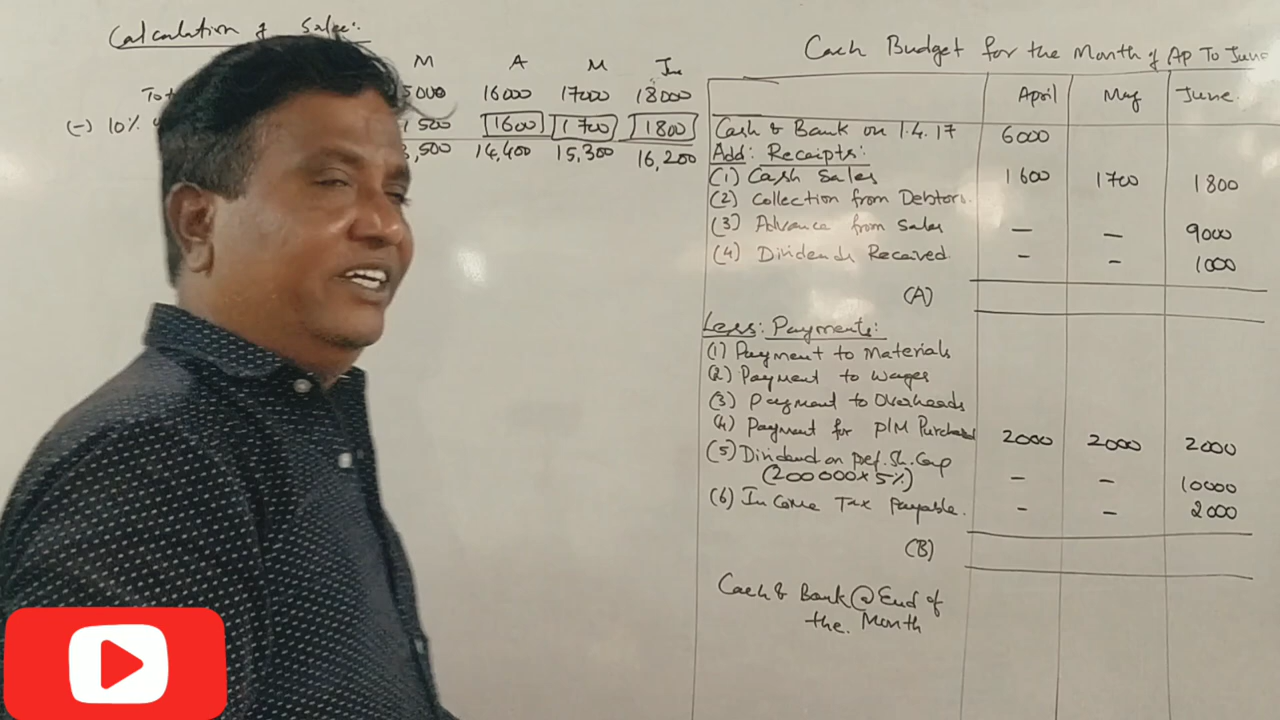 Calculation of Sales:
M A M June
5000 16000 17000 18000
(-) 10% 1500 1600 1700 1800
,500 14,400 15,300 16,200
Cash Budget for the Month of Ap To June
April May June
Cash & Bank on 1.4.17 6000
Add: Receipts:
(1) Cash Sales 1600 1700 1800
(2) Collection from Debtors.
(3) Advance from Sales — — 9000
(4) Dividends Received. - - 1000
(A)
Less: Payments:
(1) Payment to Materials
(2) Payment to Wages
(3) Payment to Overheads
(4) Payment for P/M Purchased 2000 2000 2000
(5) Dividend on Pref. Sh. Cap
(200000 x 5%) - - 10000
(6) Income Tax Payable. - - 2000
(B)
Cash & Bank @ End of
the. Month